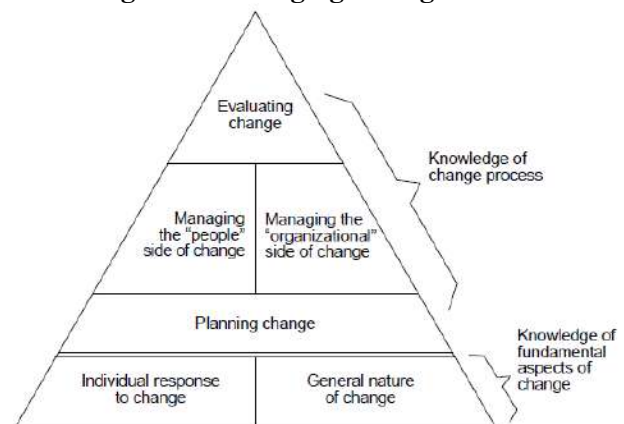 Evaluating
change
Knowledge of
change process
Managing
the "people"
side of change
Managing the
"organizational"
side of change
Planning change
Knowledge of
fundamental
aspects of
change
Individual response
to change
General nature
of change